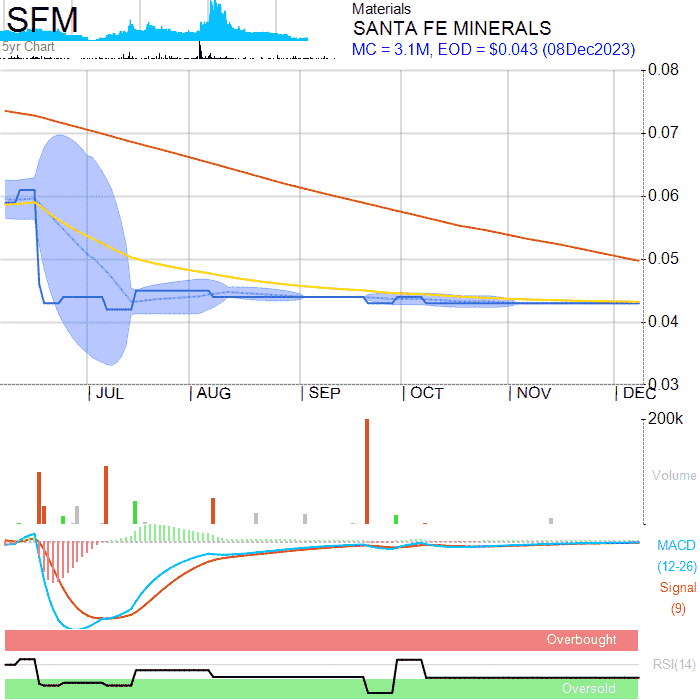 SFM
5yr Chart
Materials
SANTA FE MINERALS
MC = 3.1M, EOD = $0.043 (08Dec2023)
0.08
0.07
0.06
0.05
0.04
0.03
JUL AUG SEP OCT NOV DEC
200k
Volume
MACD
(12-26)
Signal
(9)
Overbought
RSI(14)
Oversold